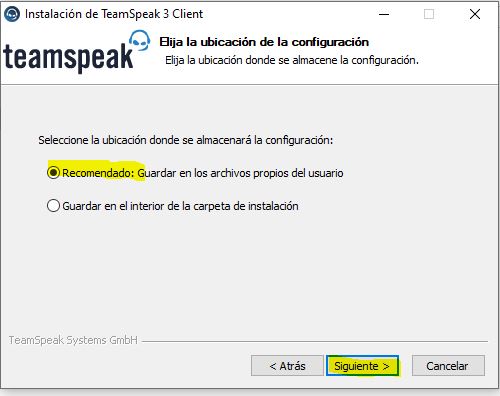 Instalación de TeamSpeak 3 Client
teamspeak
Elija la ubicación de la configuración
Elija la ubicación donde se almacene la configuración.
Seleccione la ubicación donde se almacenará la configuración:
Recomendado: Guardar en los archivos propios del usuario
Guardar en el interior de la carpeta de instalación
TeamSpeak Systems GmbH
< Atrás
Siguiente >
Cancelar